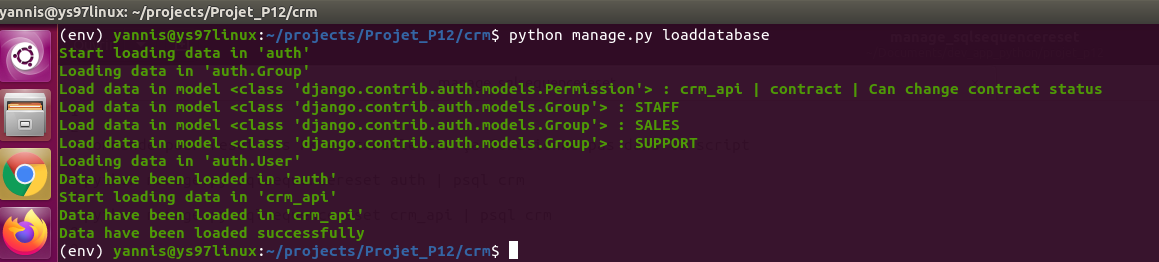 yannis@ys97linux: ~/projects/Projet_P12/crm
(env) yannis@ys97linux:~/projects/Projet_P12/crm$ python manage.py loaddatabase
Start loading data in 'auth'
Loading data in 'auth.Group'
Load data in model <class 'django.contrib.auth.models.Permission'> : crm_api | contract | Can change contract status
Load data in model <class 'django.contrib.auth.models.Group'> : STAFF
Load data in model <class 'django.contrib.auth.models.Group'> : SALES
Load data in model <class 'django.contrib.auth.models.Group'> : SUPPORT
Loading data in 'auth.User'
Data have been loaded in 'auth'
Start loading data in 'crm_api'
Data have been loaded in 'crm_api'
Data have been loaded successfully
(env) yannis@ys97linux:~/projects/Projet_P12/crm$